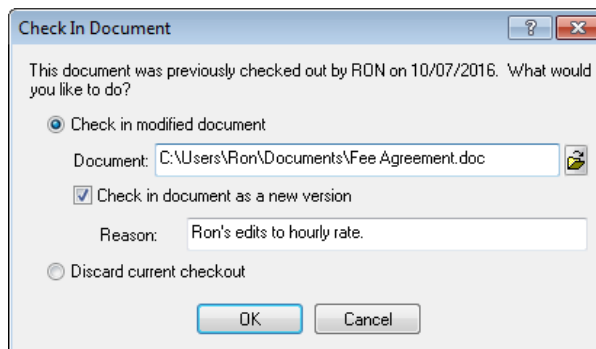 Check In Document
?
This document was previously checked out by RON on 10/07/2016. What would
you like to do?
Check in modified document
Document: C:\Users\Ron\Documents\Fee Agreement.doc
Check in document as a new version
Reason: Ron's edits to hourly rate.
Discard current checkout
OK Cancel